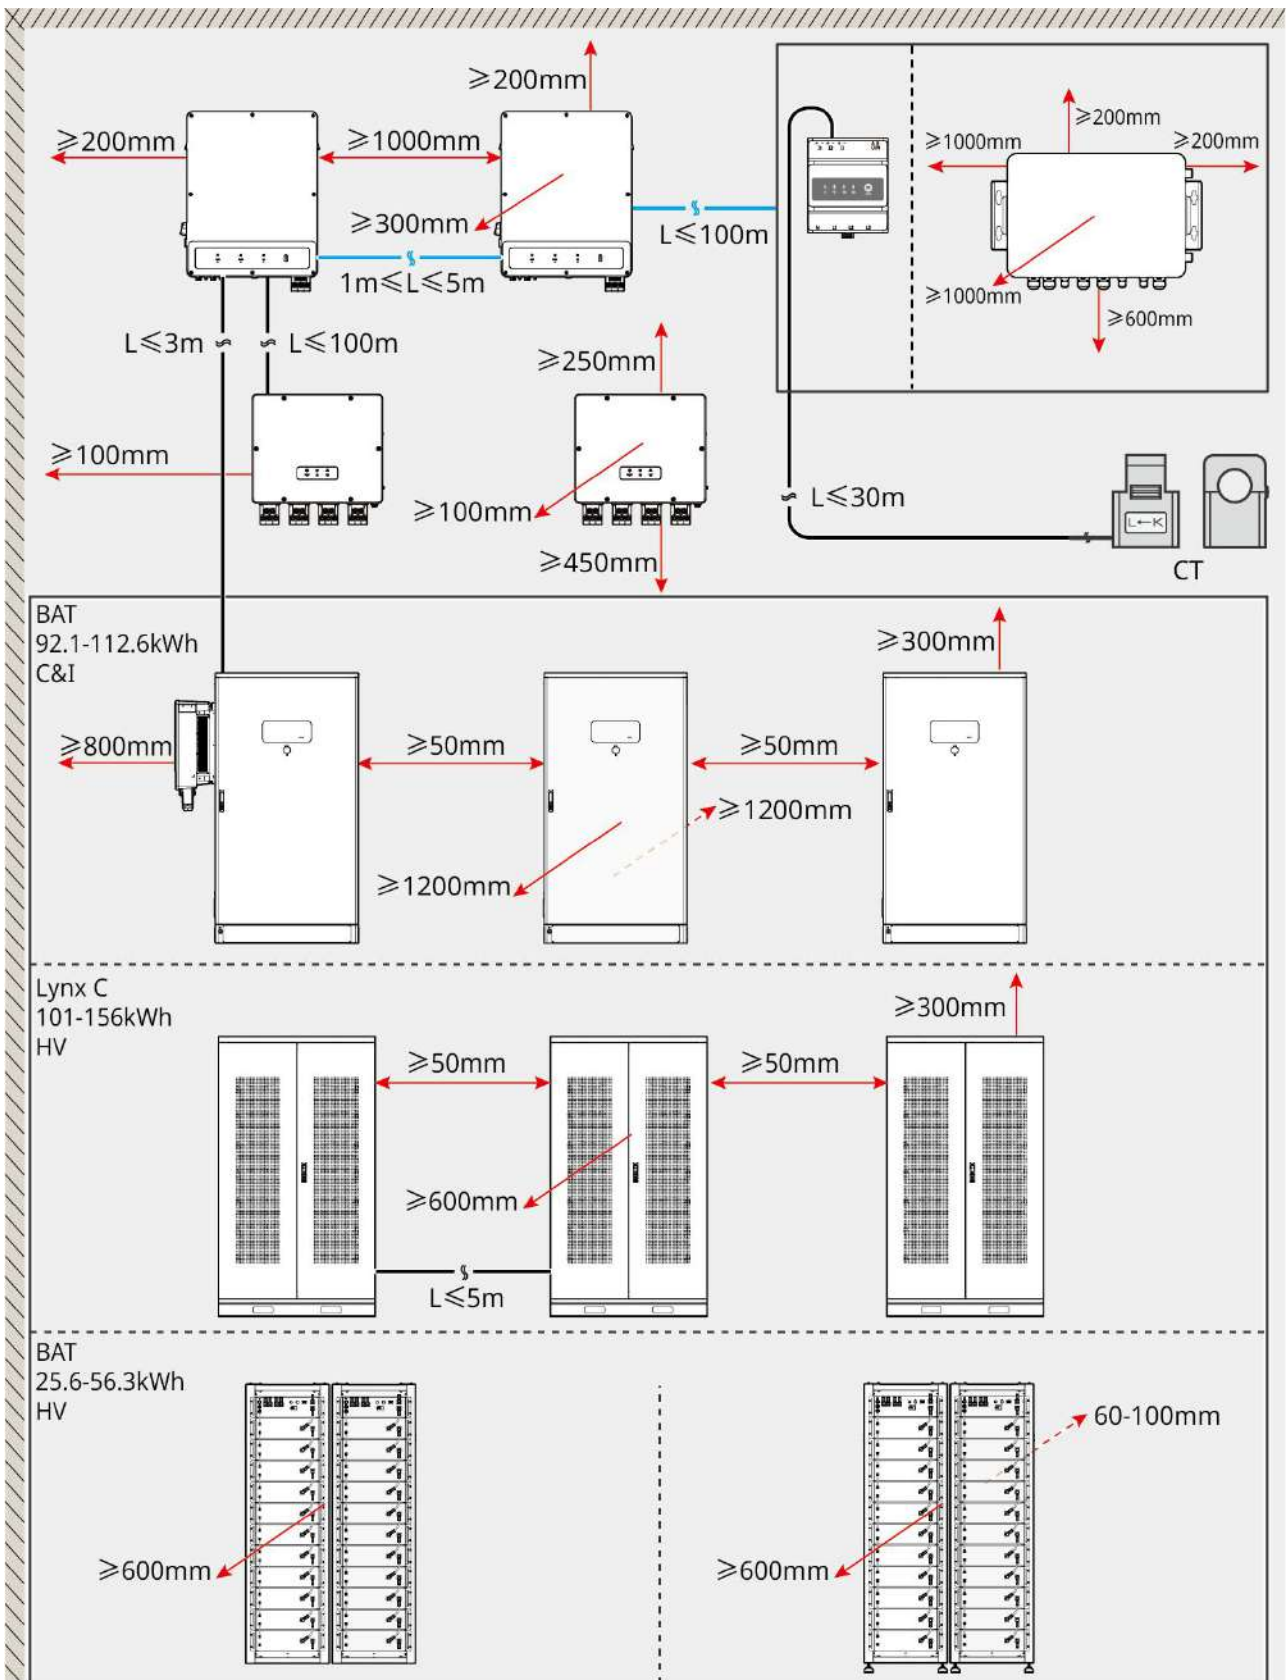 ≥200mm
≥200mm
≥1000mm
≥300mm
L≤100m
1m≤L≤5m
≥200mm
≥1000mm
≥200mm
≥1000mm
≥600mm
L≤3m
L≤100m
≥250mm
≥100mm
≥100mm
≥450mm
L≤30m
L←K
CT
BAT
92.1-112.6kWh
C&I
≥300mm
≥800mm
≥50mm
≥50mm
≥1200mm
≥1200mm
Lynx C
101-156kWh
HV
≥300mm
≥50mm
≥50mm
≥600mm
L≤5m
BAT
25.6-56.3kWh
HV
60-100mm
≥600mm
≥600mm